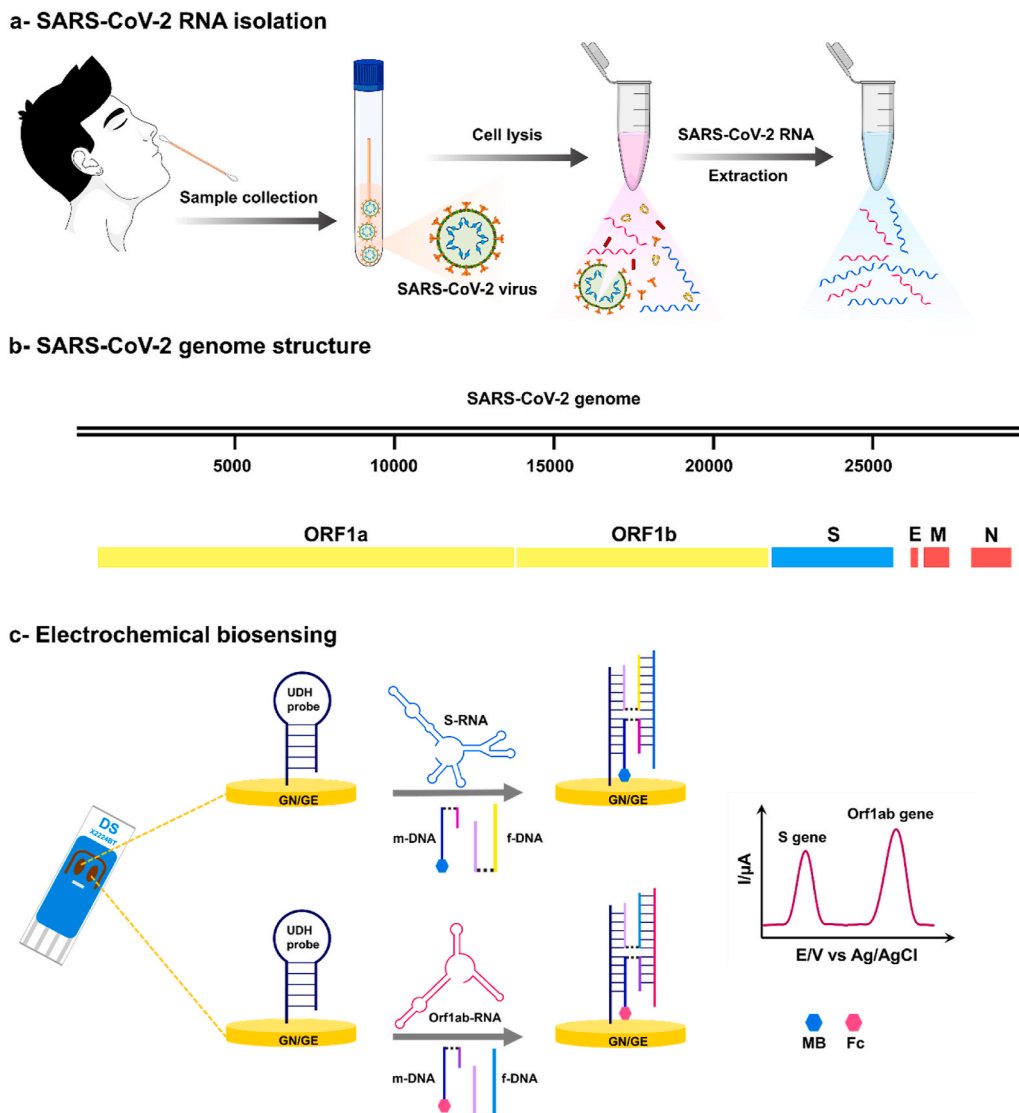 a- SARS-CoV-2 RNA isolation
Sample collection
SARS-CoV-2 virus
Cell lysis
SARS-CoV-2 RNA
Extraction
b- SARS-CoV-2 genome structure
SARS-CoV-2 genome
5000 10000 15000 20000 25000
ORF1a ORF1b S E M N
c- Electrochemical biosensing
DS
X2224BT
UDH
probe
GN/GE
S-RNA
m-DNA f-DNA
GN/GE
UDH
probe
GN/GE
Orf1ab-RNA
m-DNA f-DNA
GN/GE
I/µA
S gene
Orf1ab gene
E/V vs Ag/AgCl
MB Fc